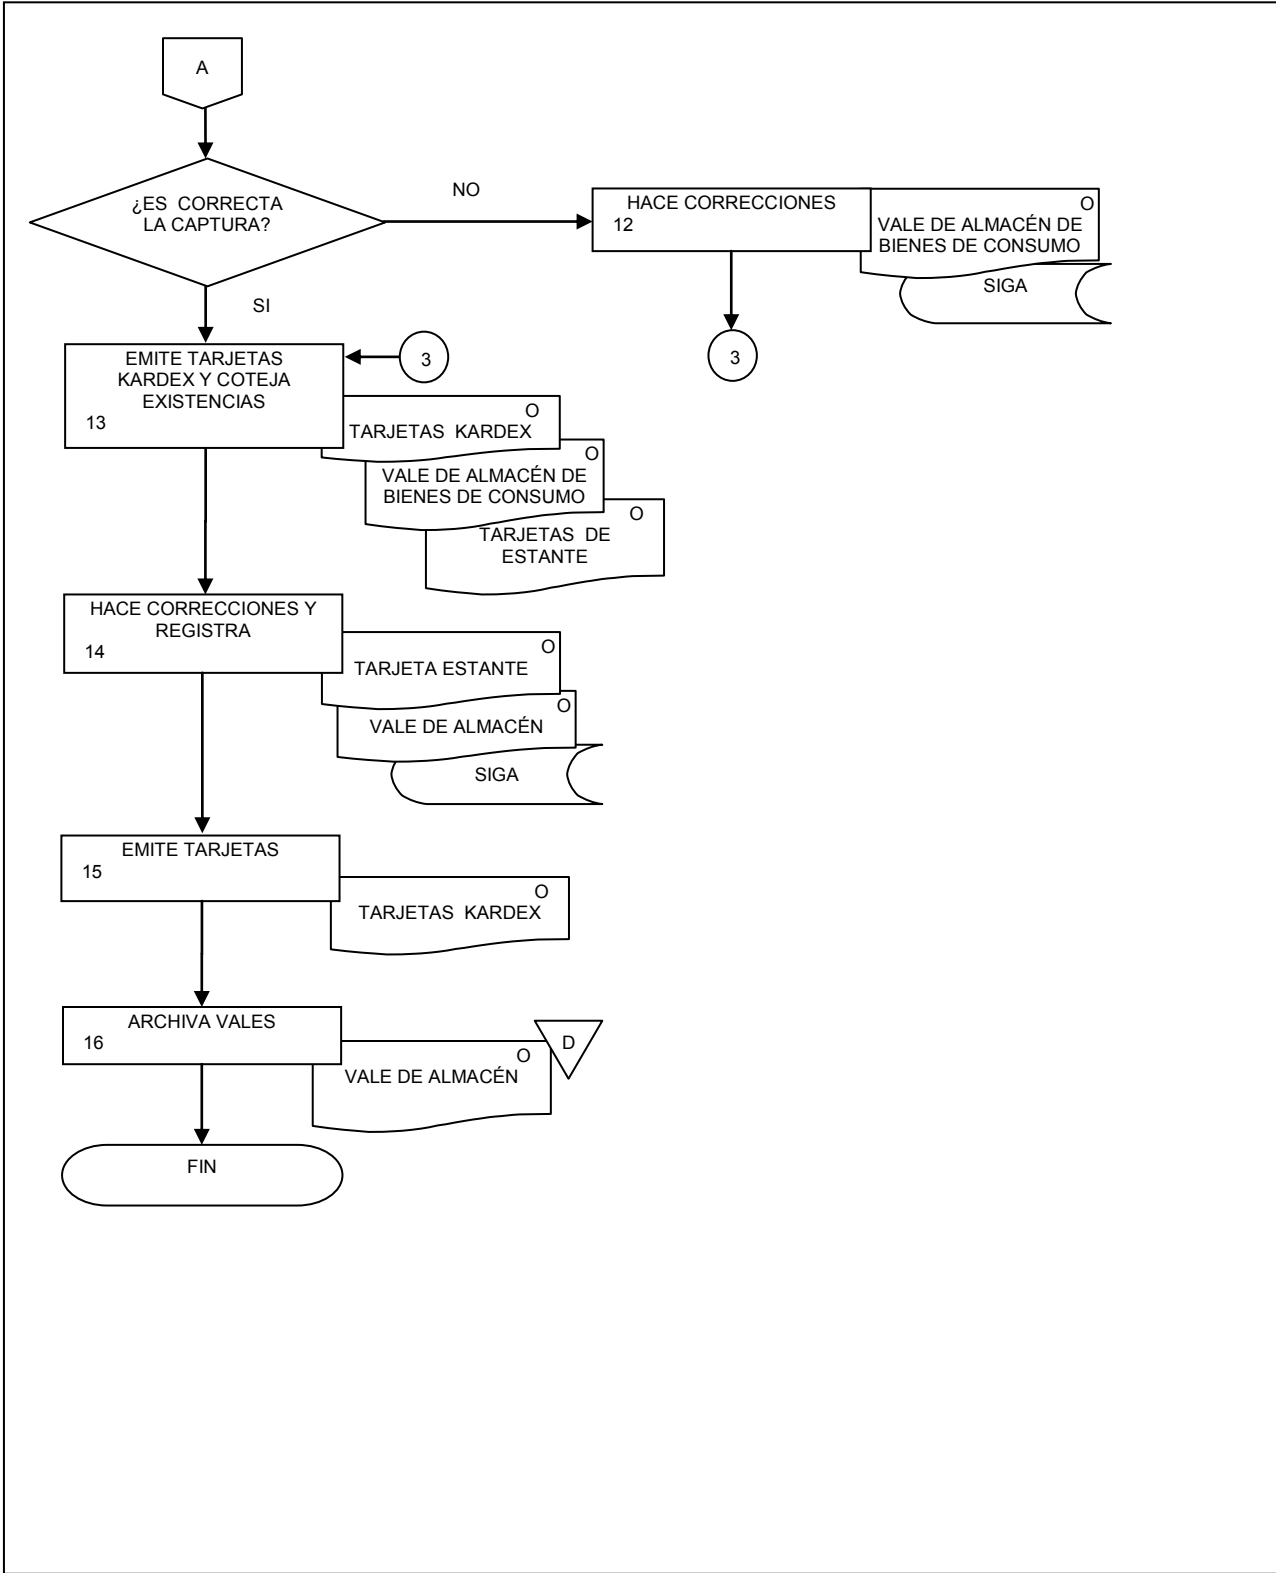 A
¿ES CORRECTA
LA CAPTURA?
NO
HACE CORRECCIONES
12
O
VALE DE ALMACÉN DE
BIENES DE CONSUMO
SIGA
3
SI
EMITE TARJETAS
KARDEX Y COTEJA
EXISTENCIAS
13
3
O
TARJETAS KARDEX
O
VALE DE ALMACÉN DE
BIENES DE CONSUMO
O
TARJETAS DE
ESTANTE
HACE CORRECCIONES Y
REGISTRA
14
O
TARJETA ESTANTE
O
VALE DE ALMACÉN
SIGA
EMITE TARJETAS
15
O
TARJETAS KARDEX
ARCHIVA VALES
16
O
VALE DE ALMACÉN
D
FIN